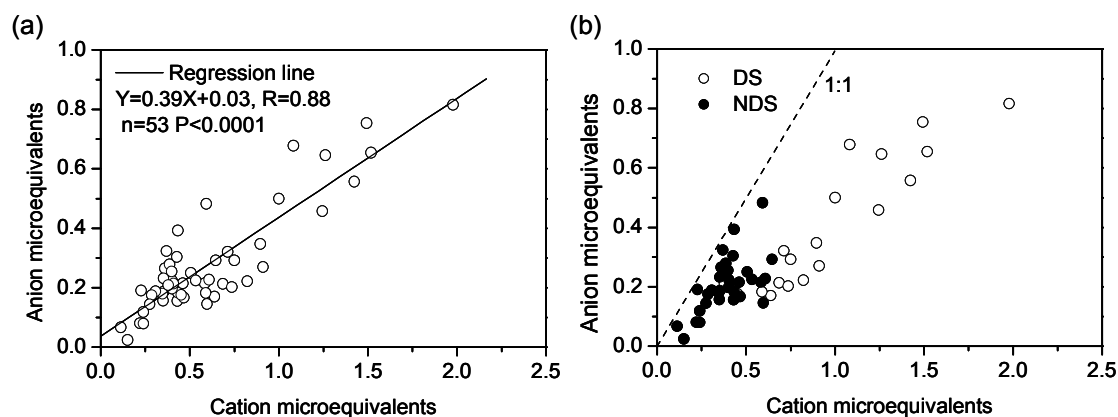 (a)
1.0
0.8
0.6
0.4
0.2
0.0
Anion microequivalents
Regression line
Y=0.39X+0.03, R=0.88
n=53 P<0.0001
0.0 0.5 1.0 1.5 2.0 2.5
Cation microequivalents
(b)
1.0
0.8
0.6
0.4
0.2
0.0
Anion microequivalents
DS
NDS
1:1
0.0 0.5 1.0 1.5 2.0 2.5
Cation microequivalents